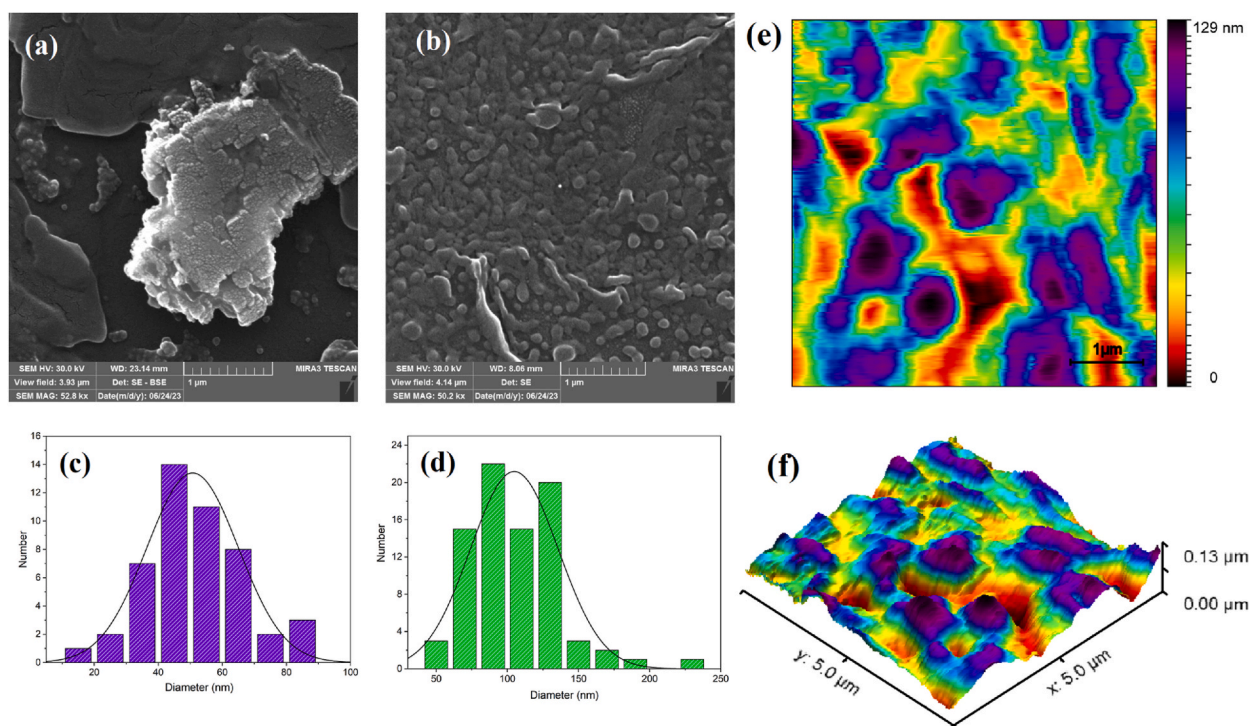 (a)
SEM HV: 30.0 kV WD: 23.14 mm MIRA3 TESCAN
View field: 3.93 µm Det: SE - BSE 1 µm
SEM MAG: 52.8 kx Date(m/d/y): 06/24/23
(b)
SEM HV: 30.0 kV WD: 8.06 mm MIRA3 TESCAN
View field: 4.14 µm Det: SE 1 µm
SEM MAG: 50.2 kx Date(m/d/y): 06/24/23
(e)
129 nm
1µm
0
(c)
16
14
12
10
8
6
4
2
0
Number
20 40 60 80 100
Diameter (nm)
(d)
24
20
16
12
8
4
0
Number
50 100 150 200 250
Diameter (nm)
(f)
0.13 µm
0.00 µm
y: 5.0 µm
x: 5.0 µm